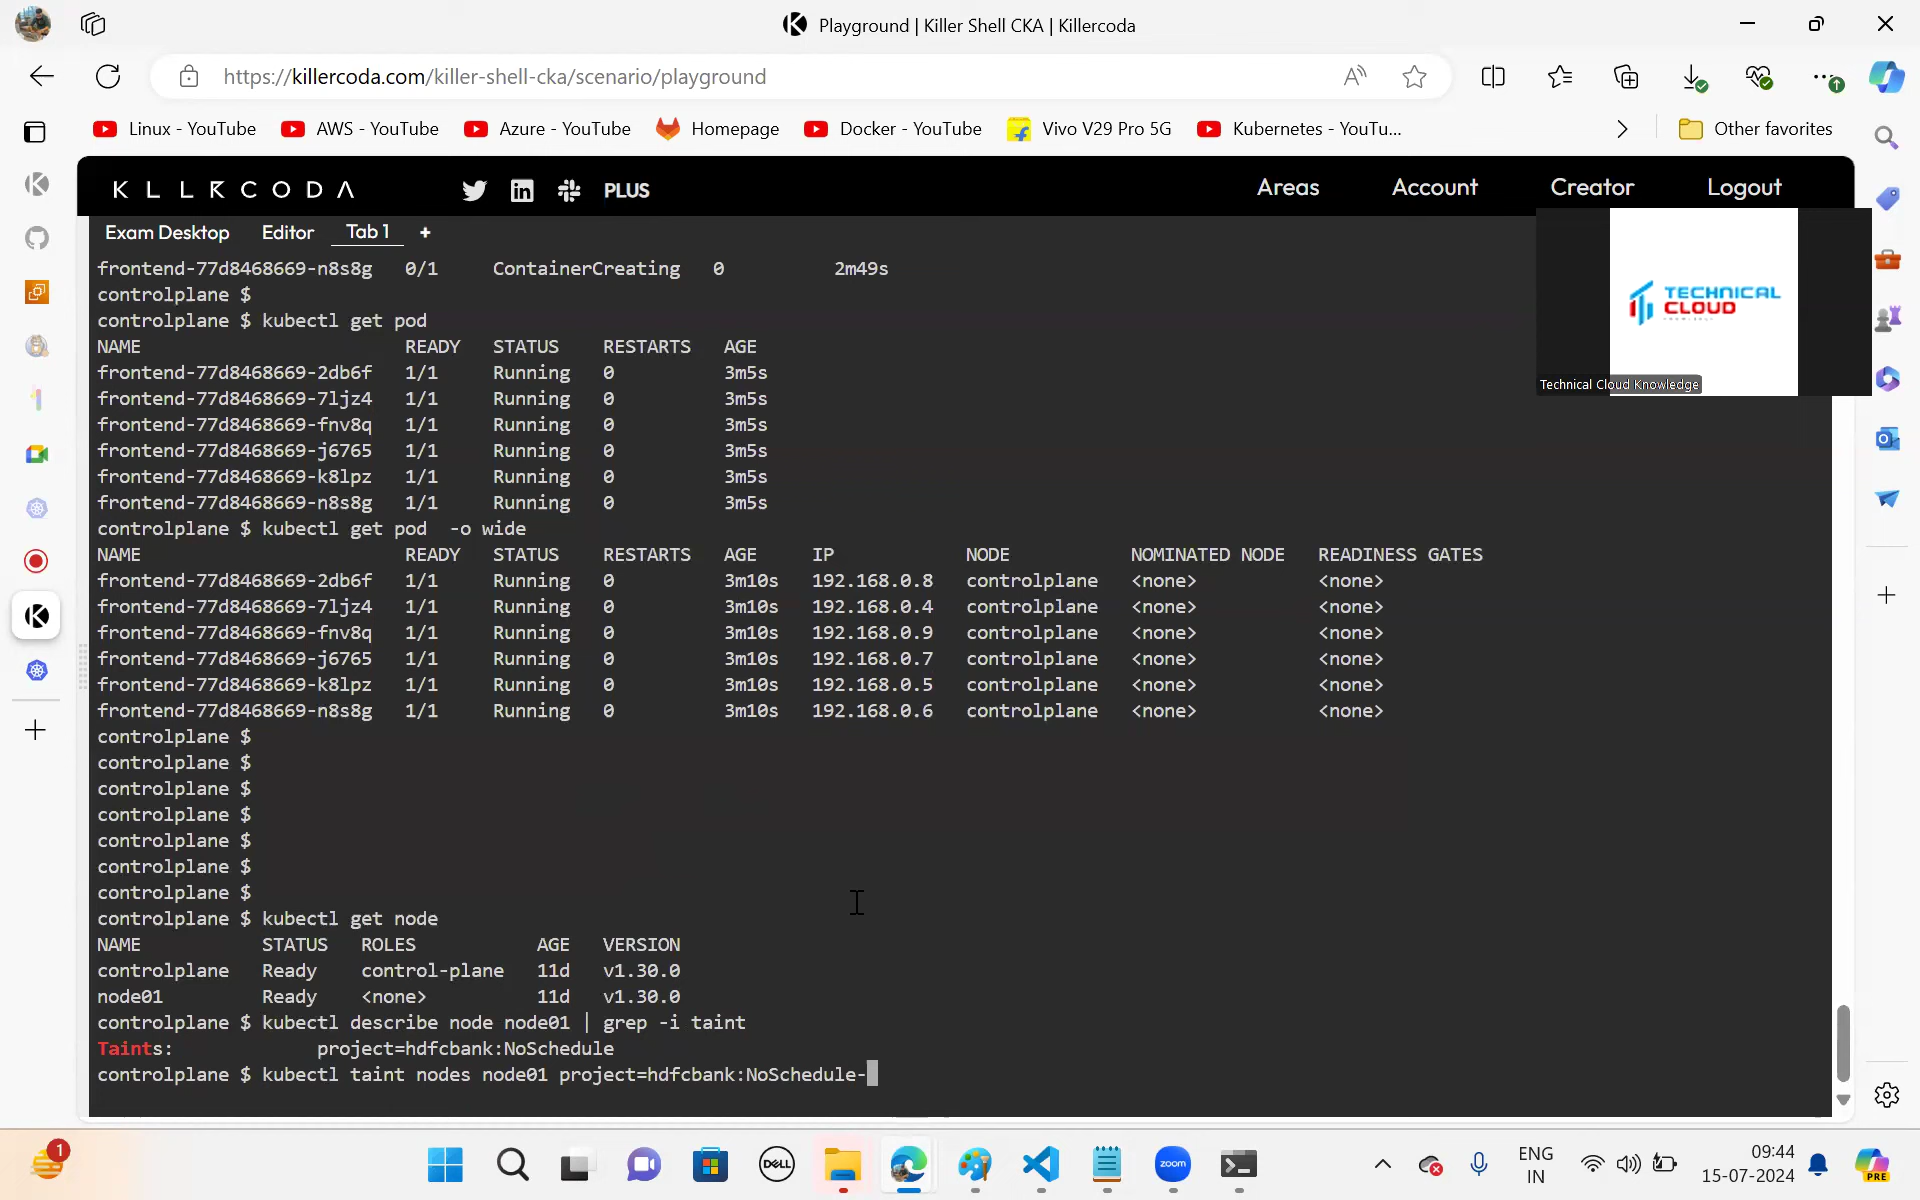 Playground | Killer Shell CKA | Killercoda
https://killercoda.com/killer-shell-cka/scenario/playground
Linux - YouTube AWS - YouTube Azure - YouTube Homepage Docker - YouTube Vivo V29 Pro 5G Kubernetes - YouTu... Other favorites
KILLERCODA PLUS Areas Account Creator Logout
Exam Desktop Editor Tab 1 +
frontend-77d8468669-n8s8g 0/1 ContainerCreating 0 2m49s
controlplane $
controlplane $ kubectl get pod
NAME READY STATUS RESTARTS AGE
frontend-77d8468669-2db6f 1/1 Running 0 3m5s
frontend-77d8468669-7ljz4 1/1 Running 0 3m5s
frontend-77d8468669-fnv8q 1/1 Running 0 3m5s
frontend-77d8468669-j6765 1/1 Running 0 3m5s
frontend-77d8468669-k8lpz 1/1 Running 0 3m5s
frontend-77d8468669-n8s8g 1/1 Running 0 3m5s
controlplane $ kubectl get pod  -o wide
NAME READY STATUS RESTARTS AGE IP NODE NOMINATED NODE READINESS GATES
frontend-77d8468669-2db6f 1/1 Running 0 3m10s 192.168.0.8 controlplane <none> <none>
frontend-77d8468669-7ljz4 1/1 Running 0 3m10s 192.168.0.4 controlplane <none> <none>
frontend-77d8468669-fnv8q 1/1 Running 0 3m10s 192.168.0.9 controlplane <none> <none>
frontend-77d8468669-j6765 1/1 Running 0 3m10s 192.168.0.7 controlplane <none> <none>
frontend-77d8468669-k8lpz 1/1 Running 0 3m10s 192.168.0.5 controlplane <none> <none>
frontend-77d8468669-n8s8g 1/1 Running 0 3m10s 192.168.0.6 controlplane <none> <none>
controlplane $
controlplane $
controlplane $
controlplane $
controlplane $
controlplane $
controlplane $
controlplane $ kubectl get node
NAME STATUS ROLES AGE VERSION
controlplane Ready control-plane 11d v1.30.0
node01 Ready <none> 11d v1.30.0
controlplane $ kubectl describe node node01 | grep -i taint
Taints: project=hdfcbank:NoSchedule
controlplane $ kubectl taint nodes node01 project=hdfcbank:NoSchedule-
TECHNICAL
CLOUD
Technical Cloud Knowledge
1
DELL
zoom
ENG
IN
09:44
15-07-2024
PRE